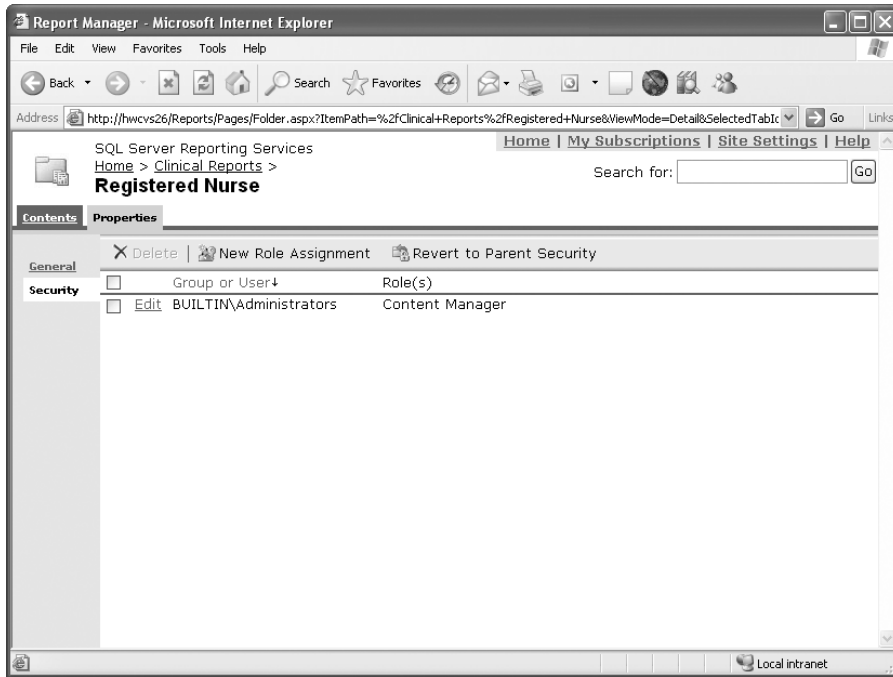 Report Manager - Microsoft Internet Explorer
File Edit View Favorites Tools Help
Back Search Favorites
Address http://hwcvs26/Reports/Pages/Folder.aspx?ItemPath=%2fClinical+Reports%2fRegistered+Nurse&ViewMode=Detail&SelectedTabIc Go Links
SQL Server Reporting Services
Home | My Subscriptions | Site Settings | Help
Home > Clinical Reports >
Registered Nurse
Search for: Go
Contents Properties
General
Security
Delete | New Role Assignment Revert to Parent Security
Group or User↓ Role(s)
Edit BUILTIN\Administrators Content Manager
Local intranet